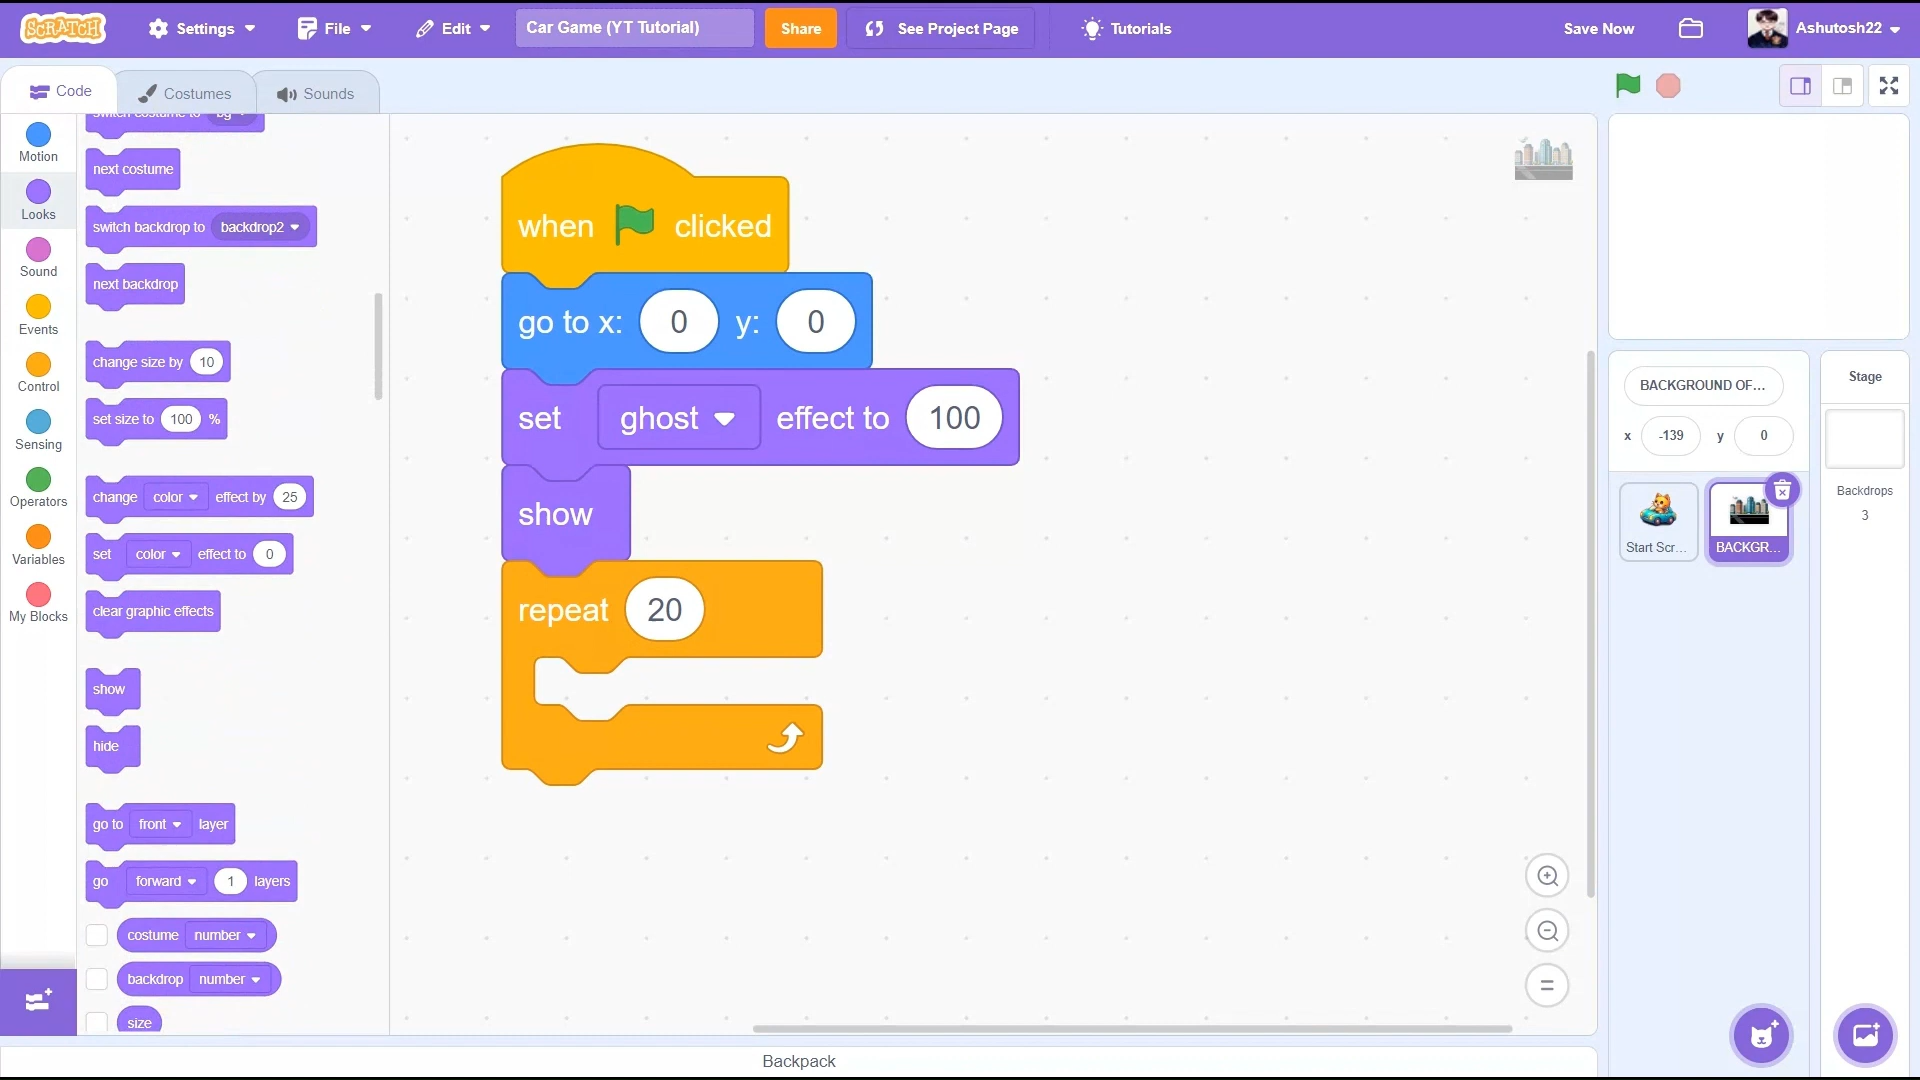 SCRATCH
Settings
File
Edit
Car Game (YT Tutorial)
Share
See Project Page
Tutorials
Save Now
Ashutosh22
Code
Costumes
Sounds
Motion
Looks
Sound
Events
Control
Sensing
Operators
Variables
My Blocks
switch costume to bg
next costume
switch backdrop to backdrop2
next backdrop
change size by 10
set size to 100 %
change color effect by 25
set color effect to 0
clear graphic effects
show
hide
go to front layer
go forward 1 layers
costume number
backdrop number
size
when clicked
go to x: 0 y: 0
set ghost effect to 100
show
repeat 20
BACKGROUND OF...
x -139 y 0
Start Scr...
BACKGR...
Stage
Backdrops
3
Backpack